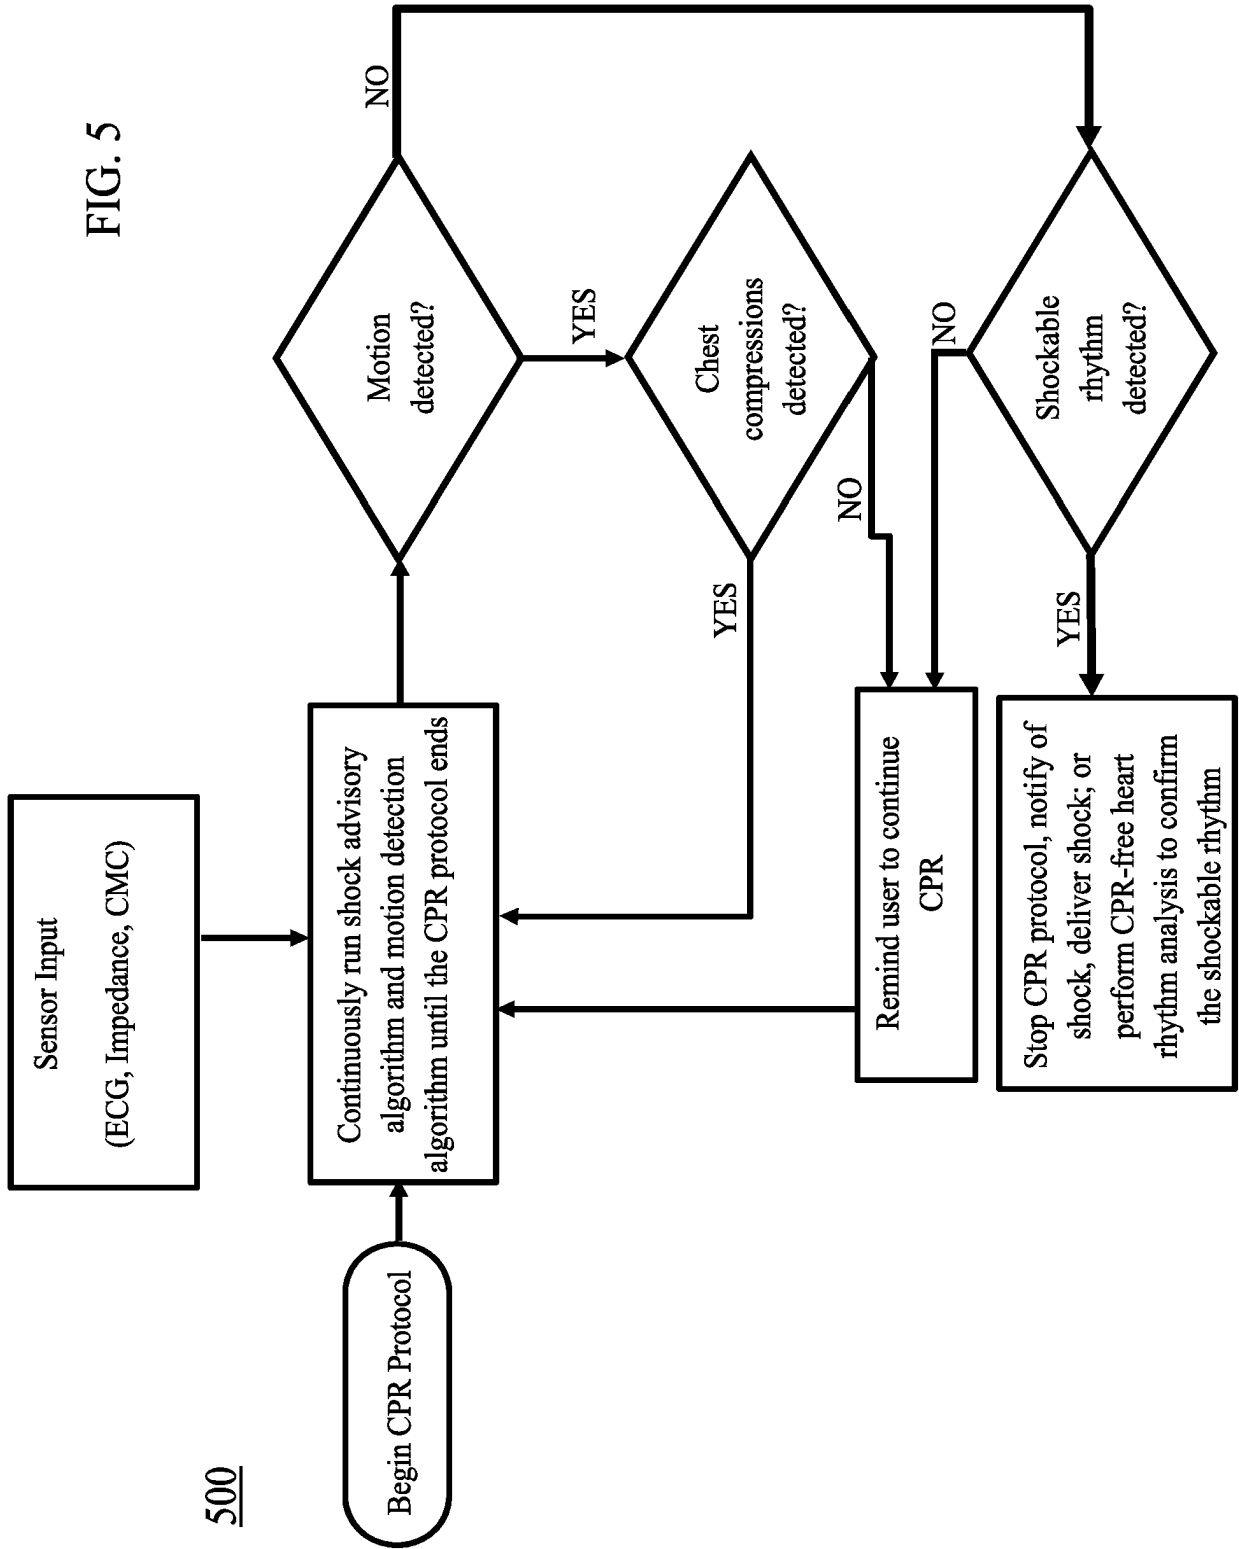 FIG. 5
500
Sensor Input
(ECG, Impedance, CMC)
Begin CPR Protocol
Continuously run shock advisory
algorithm and motion detection
algorithm until the CPR protocol ends
Motion
detected?
NO
YES
Chest
compressions
detected?
YES
NO
Remind user to continue
CPR
Shockable
rhythm
detected?
NO
YES
Stop CPR protocol, notify of
shock, deliver shock; or
perform CPR-free heart
rhythm analysis to confirm
the shockable rhythm